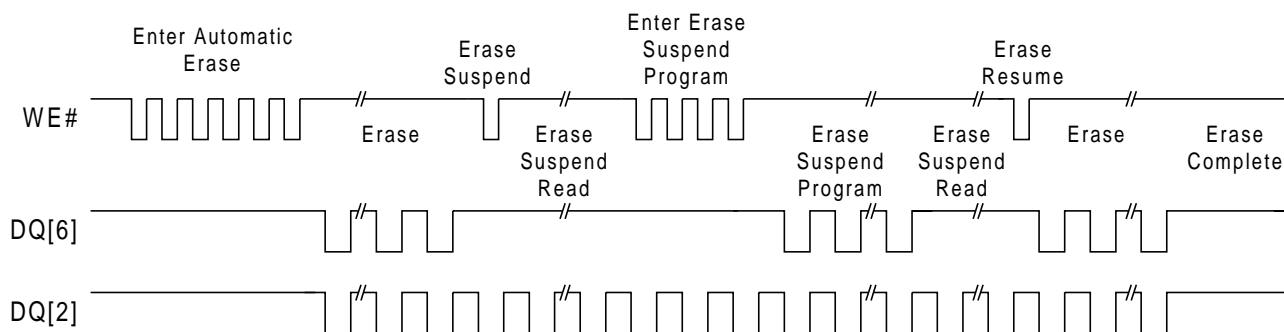 Enter Automatic
Erase
Erase
Suspend
Enter Erase
Suspend
Program
Erase
Resume
WE#
Erase
Erase
Suspend
Read
Erase
Suspend
Program
Erase
Suspend
Read
Erase
Erase
Complete
DQ[6]
DQ[2]